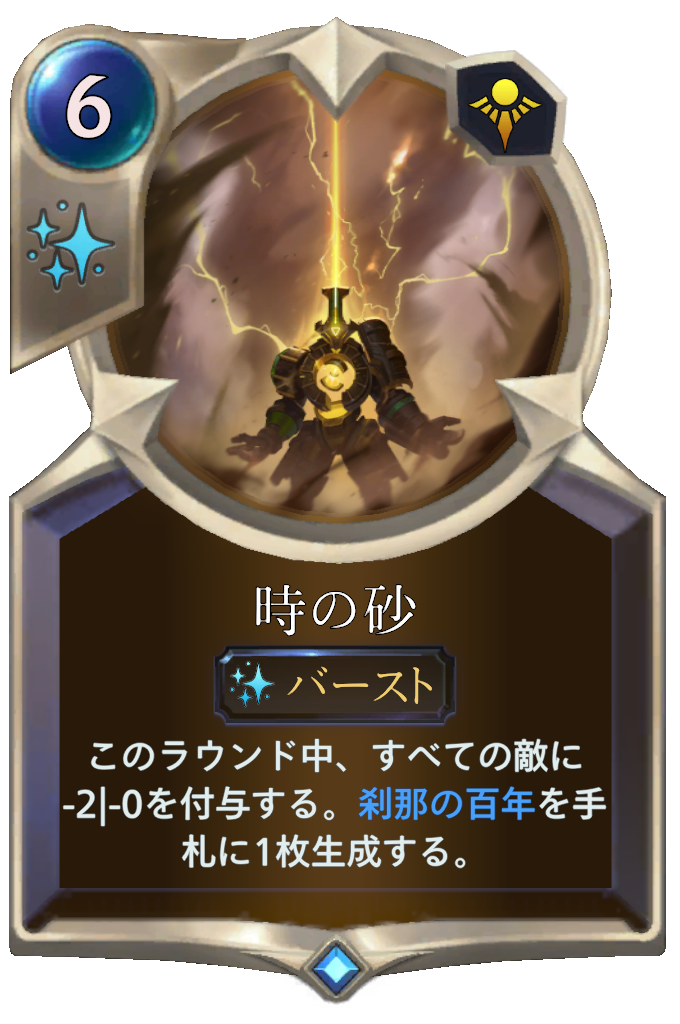 6
時の砂
バースト
このラウンド中、すべての敵に
-2|-0を付与する。刹那の百年を手
札に1枚生成する。